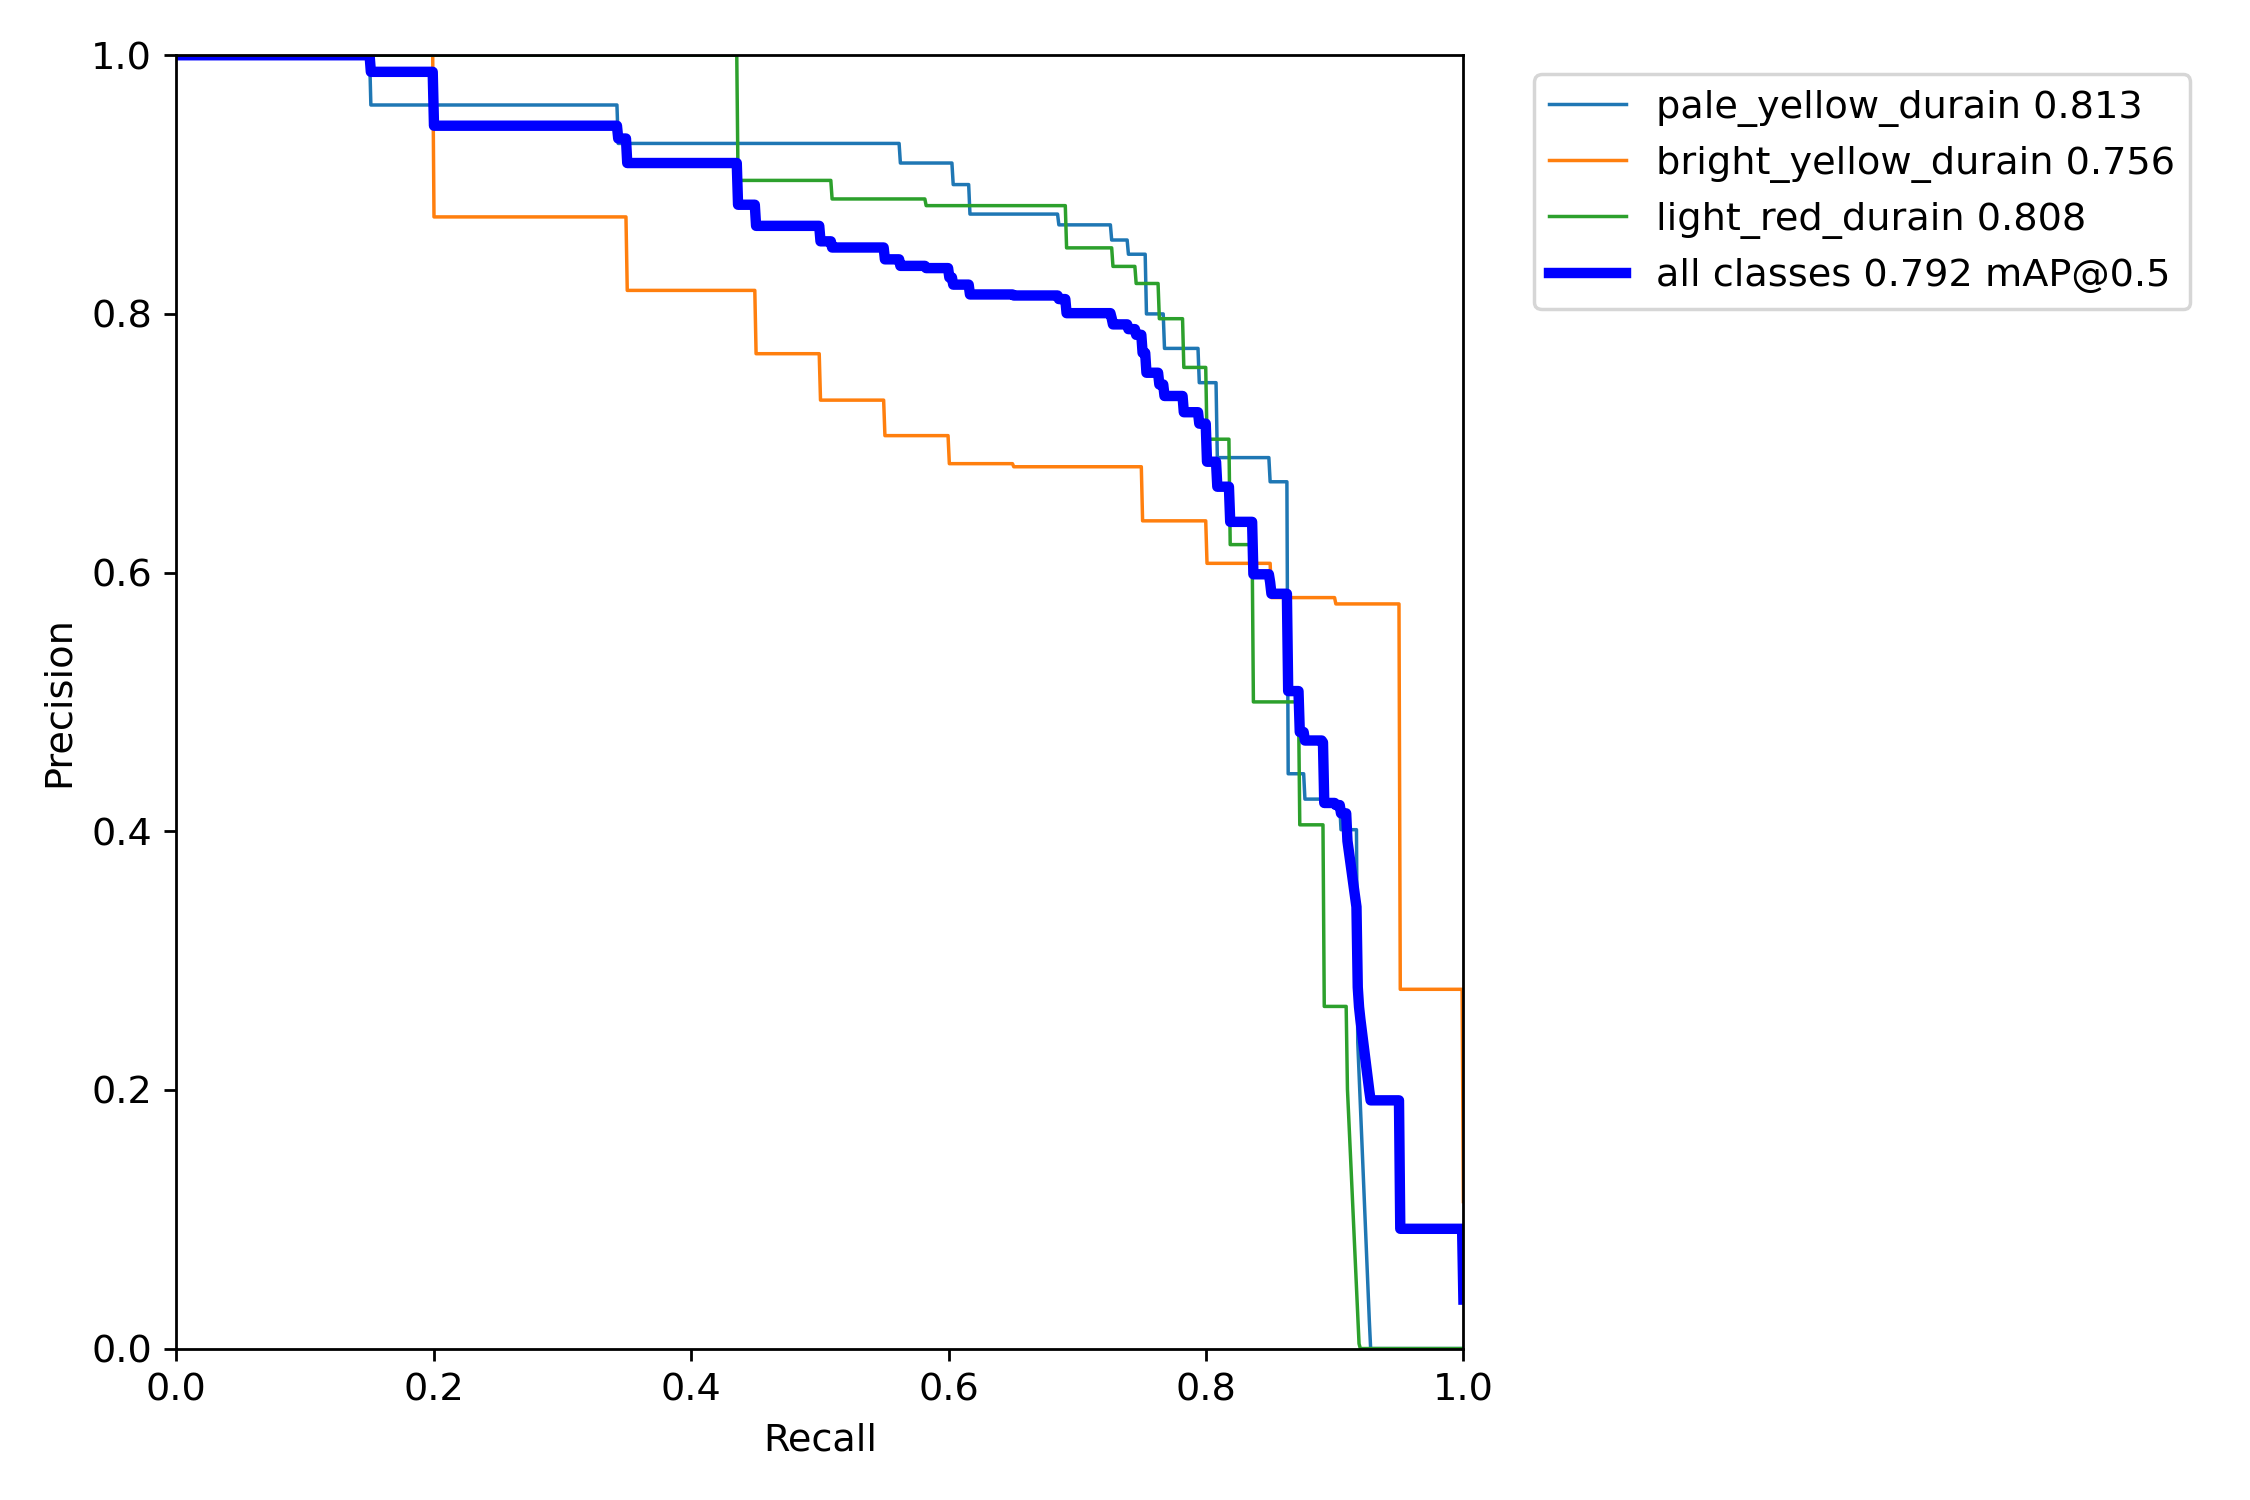 1.0
0.8
0.6
0.4
0.2
0.0
Precision
0.0 0.2 0.4 0.6 0.8 1.0
Recall
pale_yellow_durain 0.813
bright_yellow_durain 0.756
light_red_durain 0.808
all classes 0.792 mAP@0.5